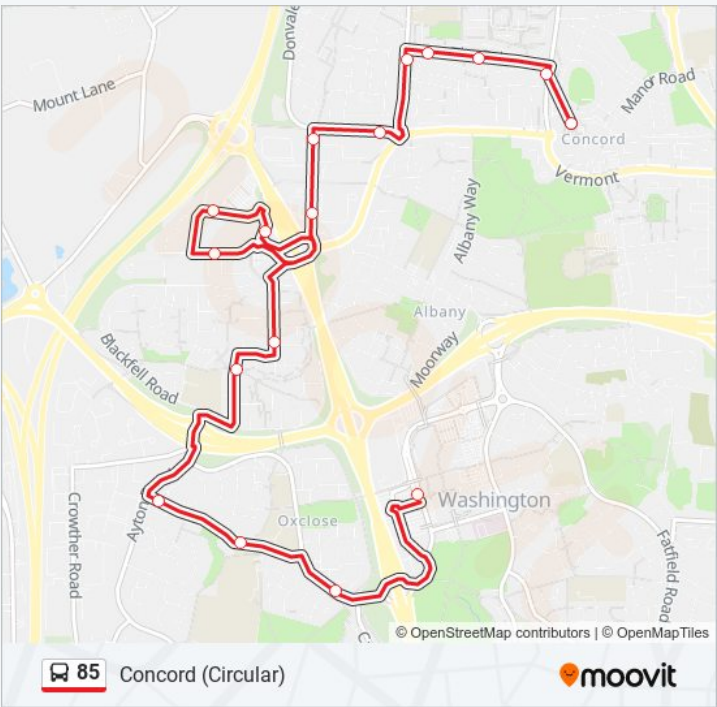 Donvale
Mount Lane
Manor Road
Concord
Vermont
Albany Way
Albany
Moorway
Blackfell Road
Washington
Oxclose
Ayton
Crowther Road
Fatfield Road
© OpenStreetMap contributors | © OpenMapTiles
85 Concord (Circular)
moovit